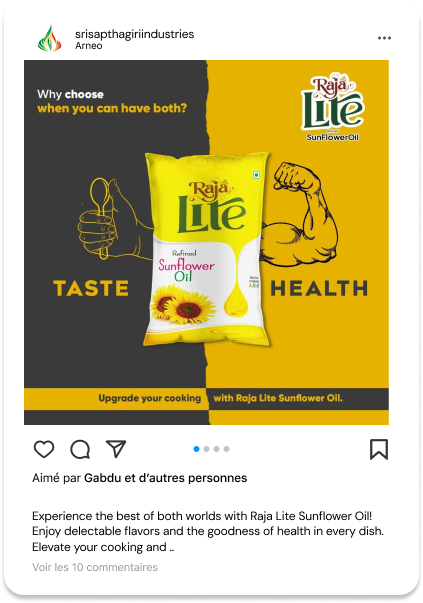 srisapthagiriindustries
Arneo
Why choose
when you can have both?
Raja
Lite
SunFlowerOil
Raja
Lite
Refined
Sunflower
Oil
TASTE
HEALTH
Upgrade your cooking with Raja Lite Sunflower Oil.
Aimé par Gabdu et d‘autres personnes
Experience the best of both worlds with Raja Lite Sunflower Oil!
Enjoy delectable flavors and the goodness of health in every dish.
Elevate your cooking and ..
Voir les 10 commentaires